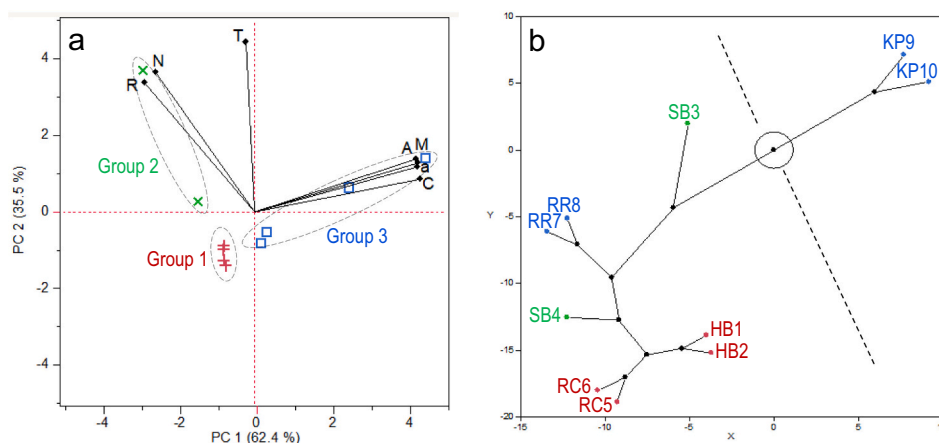 a
4
2
0
-2
-4
PC 2 (35.5 %)
T
N
R
A
M
a
C
Group 2
Group 3
Group 1
-4
-2
0
2
4
PC 1 (62.4 %)
b
10
5
0
-5
-10
-15
-20
Y
KP9
KP10
SB3
RR8
RR7
SB4
HB1
HB2
RC6
RC5
-15
-10
-5
0
5
X